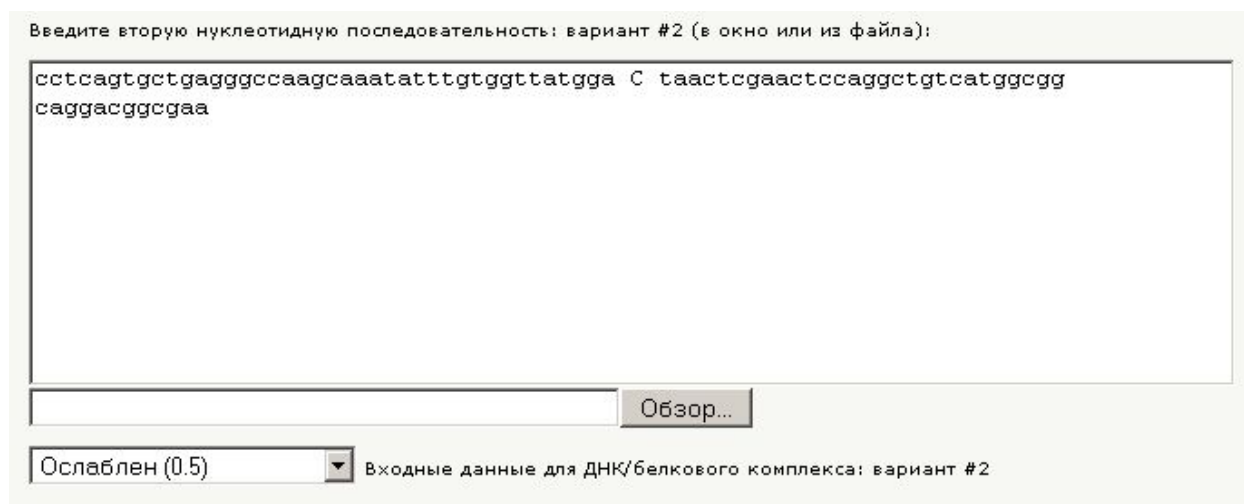 Введите вторую нуклеотидную последовательность: вариант #2 (в окно или из файла):
cctcagtgctgagggccaagcaaatatttgtggttatgga C taactcgaactccaggctgtcatggcgg
caggacggcgaa
Обзор...
Ослаблен (0.5) Входные данные для ДНК/белкового комплекса: вариант #2